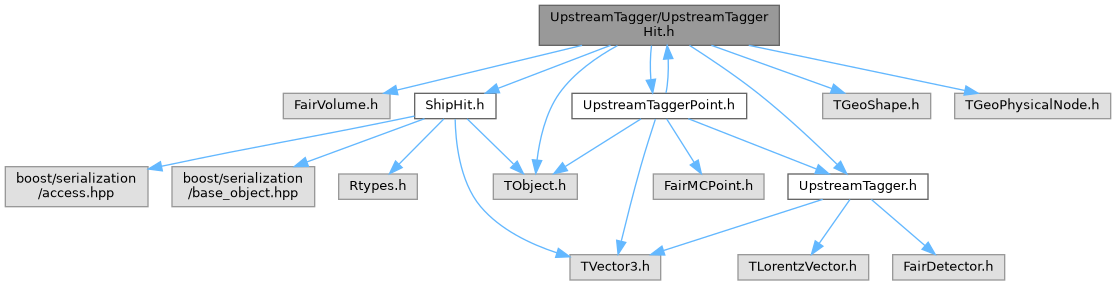 UpstreamTagger/UpstreamTagger
Hit.h
FairVolume.h
ShipHit.h
UpstreamTaggerPoint.h
TGeoShape.h
TGeoPhysicalNode.h
boost/serialization
/access.hpp
boost/serialization
/base_object.hpp
Rtypes.h
TObject.h
FairMCPoint.h
UpstreamTagger.h
TVector3.h
TLorentzVector.h
FairDetector.h